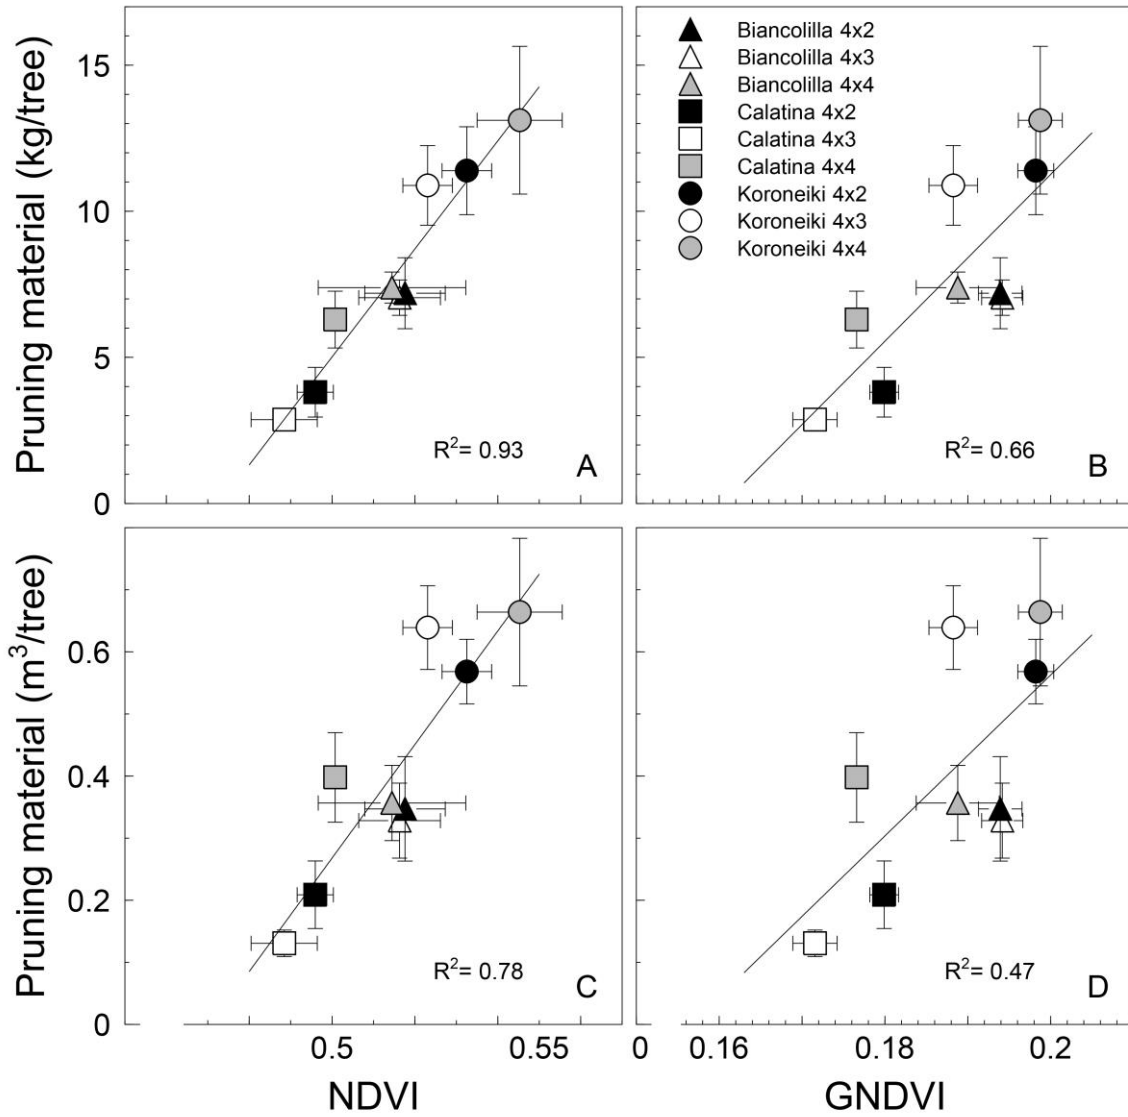 Pruning material (kg/tree)
15
10
5
0
R²= 0.93
A
Biancolilla 4x2
Biancolilla 4x3
Biancolilla 4x4
Calatina 4x2
Calatina 4x3
Calatina 4x4
Koroneiki 4x2
Koroneiki 4x3
Koroneiki 4x4
R²= 0.66
B
Pruning material (m³/tree)
0.6
0.4
0.2
0
R²= 0.78
C
R²= 0.47
D
0.5 0.55
0 0.16 0.18 0.2
NDVI
GNDVI